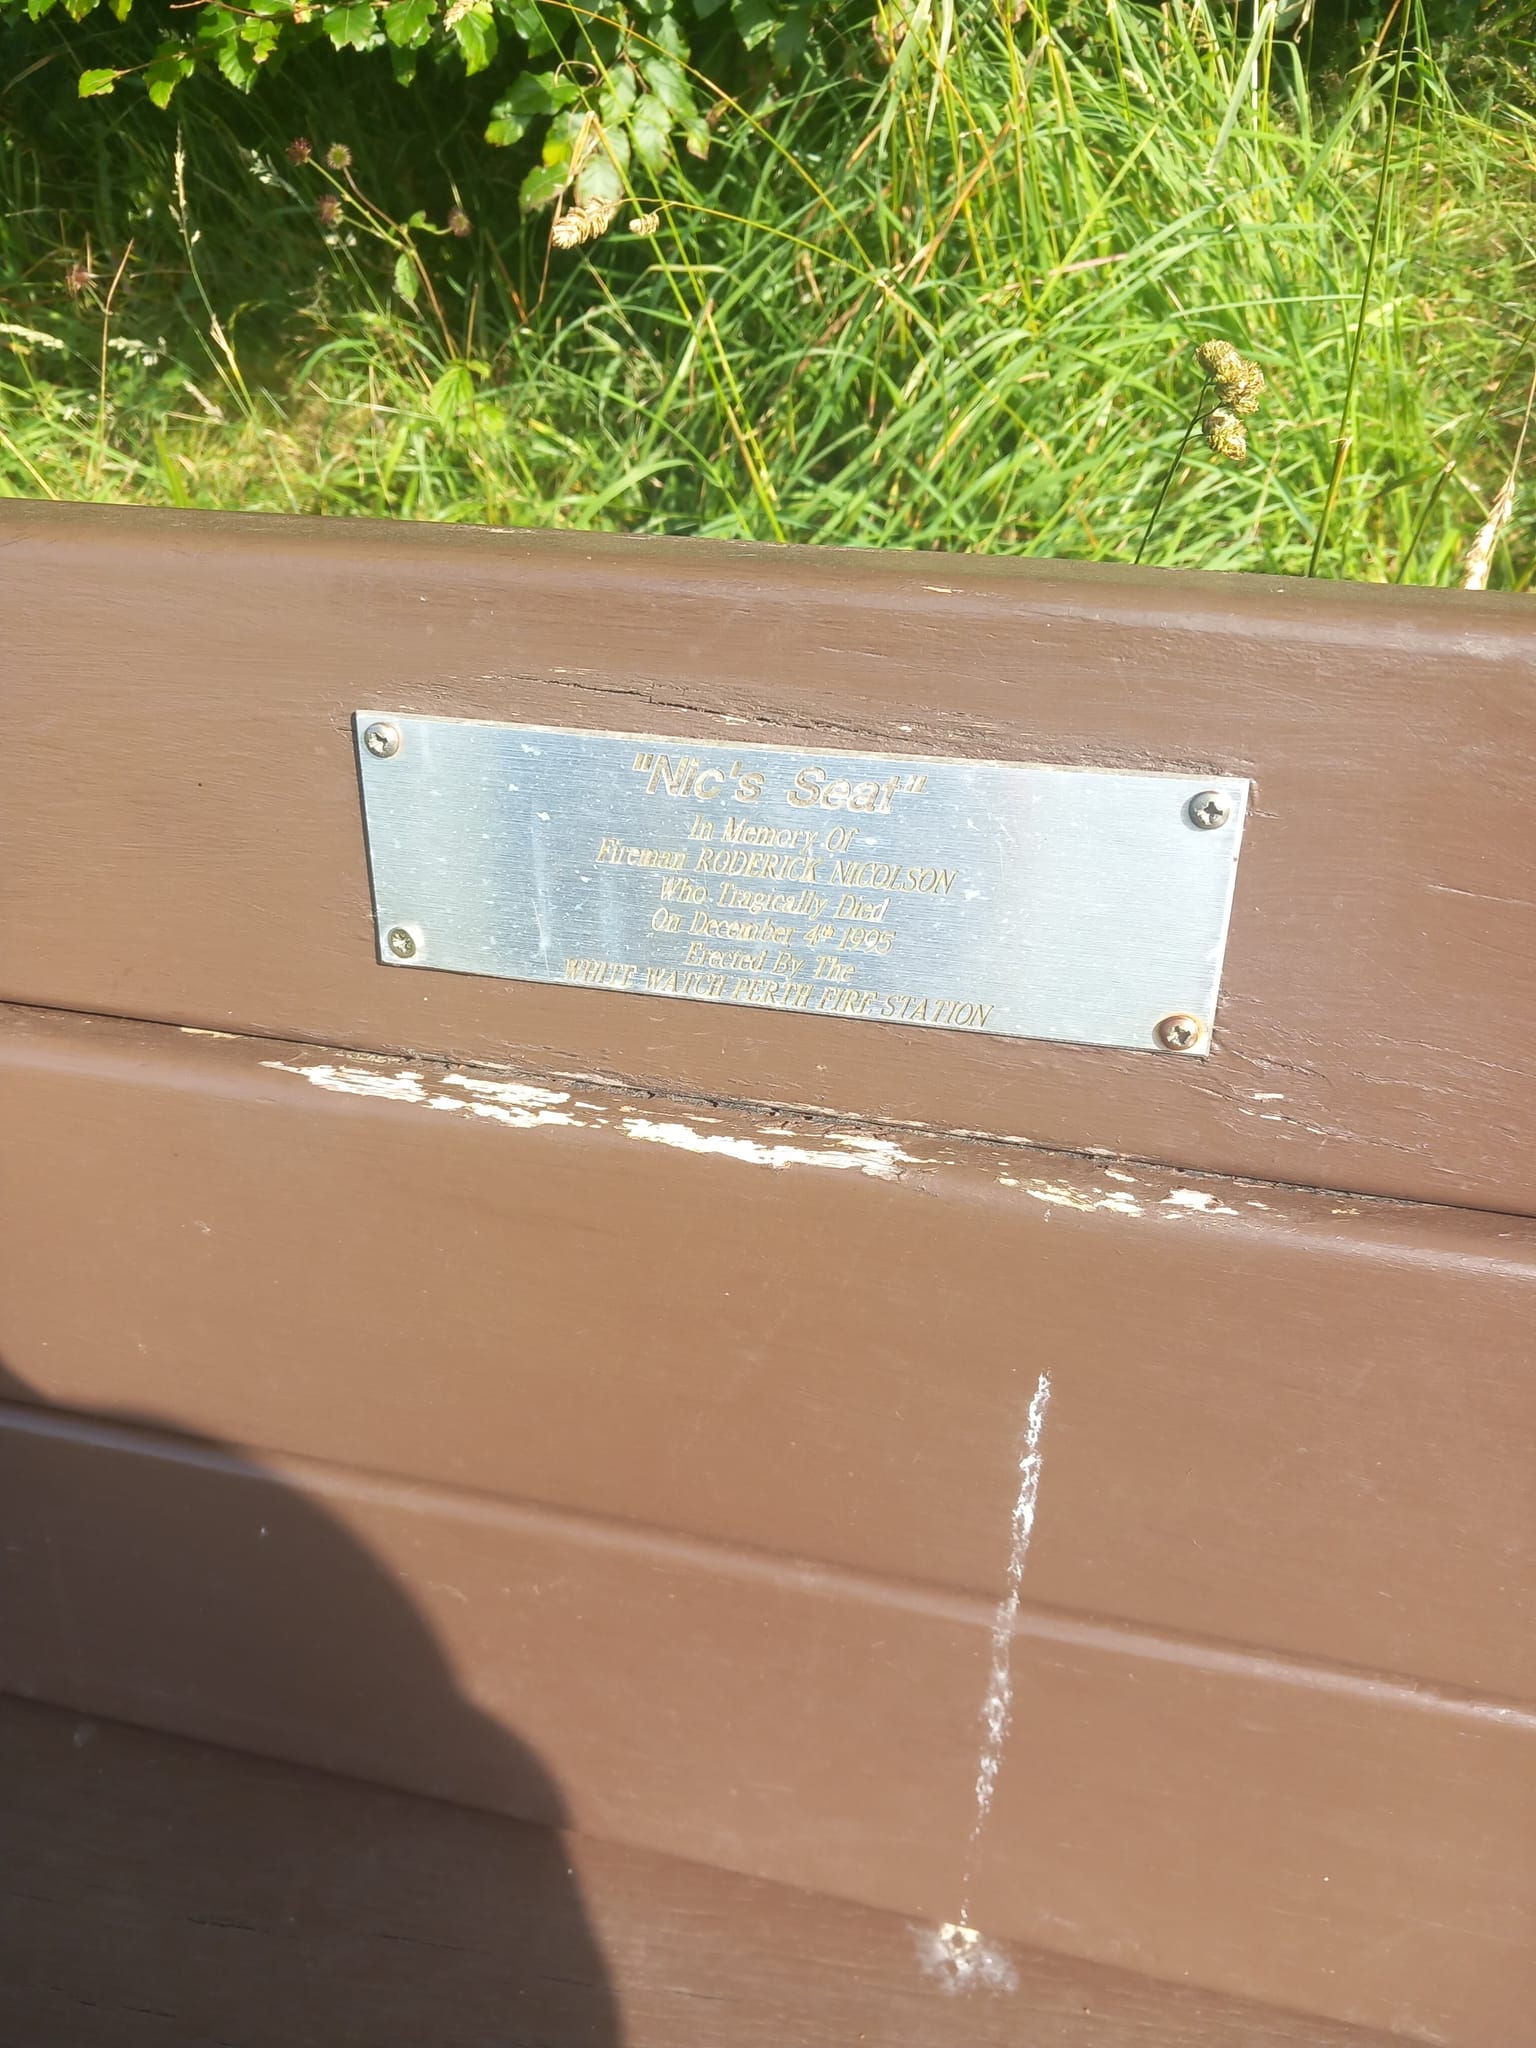 "Nic's Seat"
In Memory Of
Fireman RODERICK NICOLSON
Who Tragically Died
On December 4th 1995
Erected By The
WHITE WATCH PERTH FIRE STATION